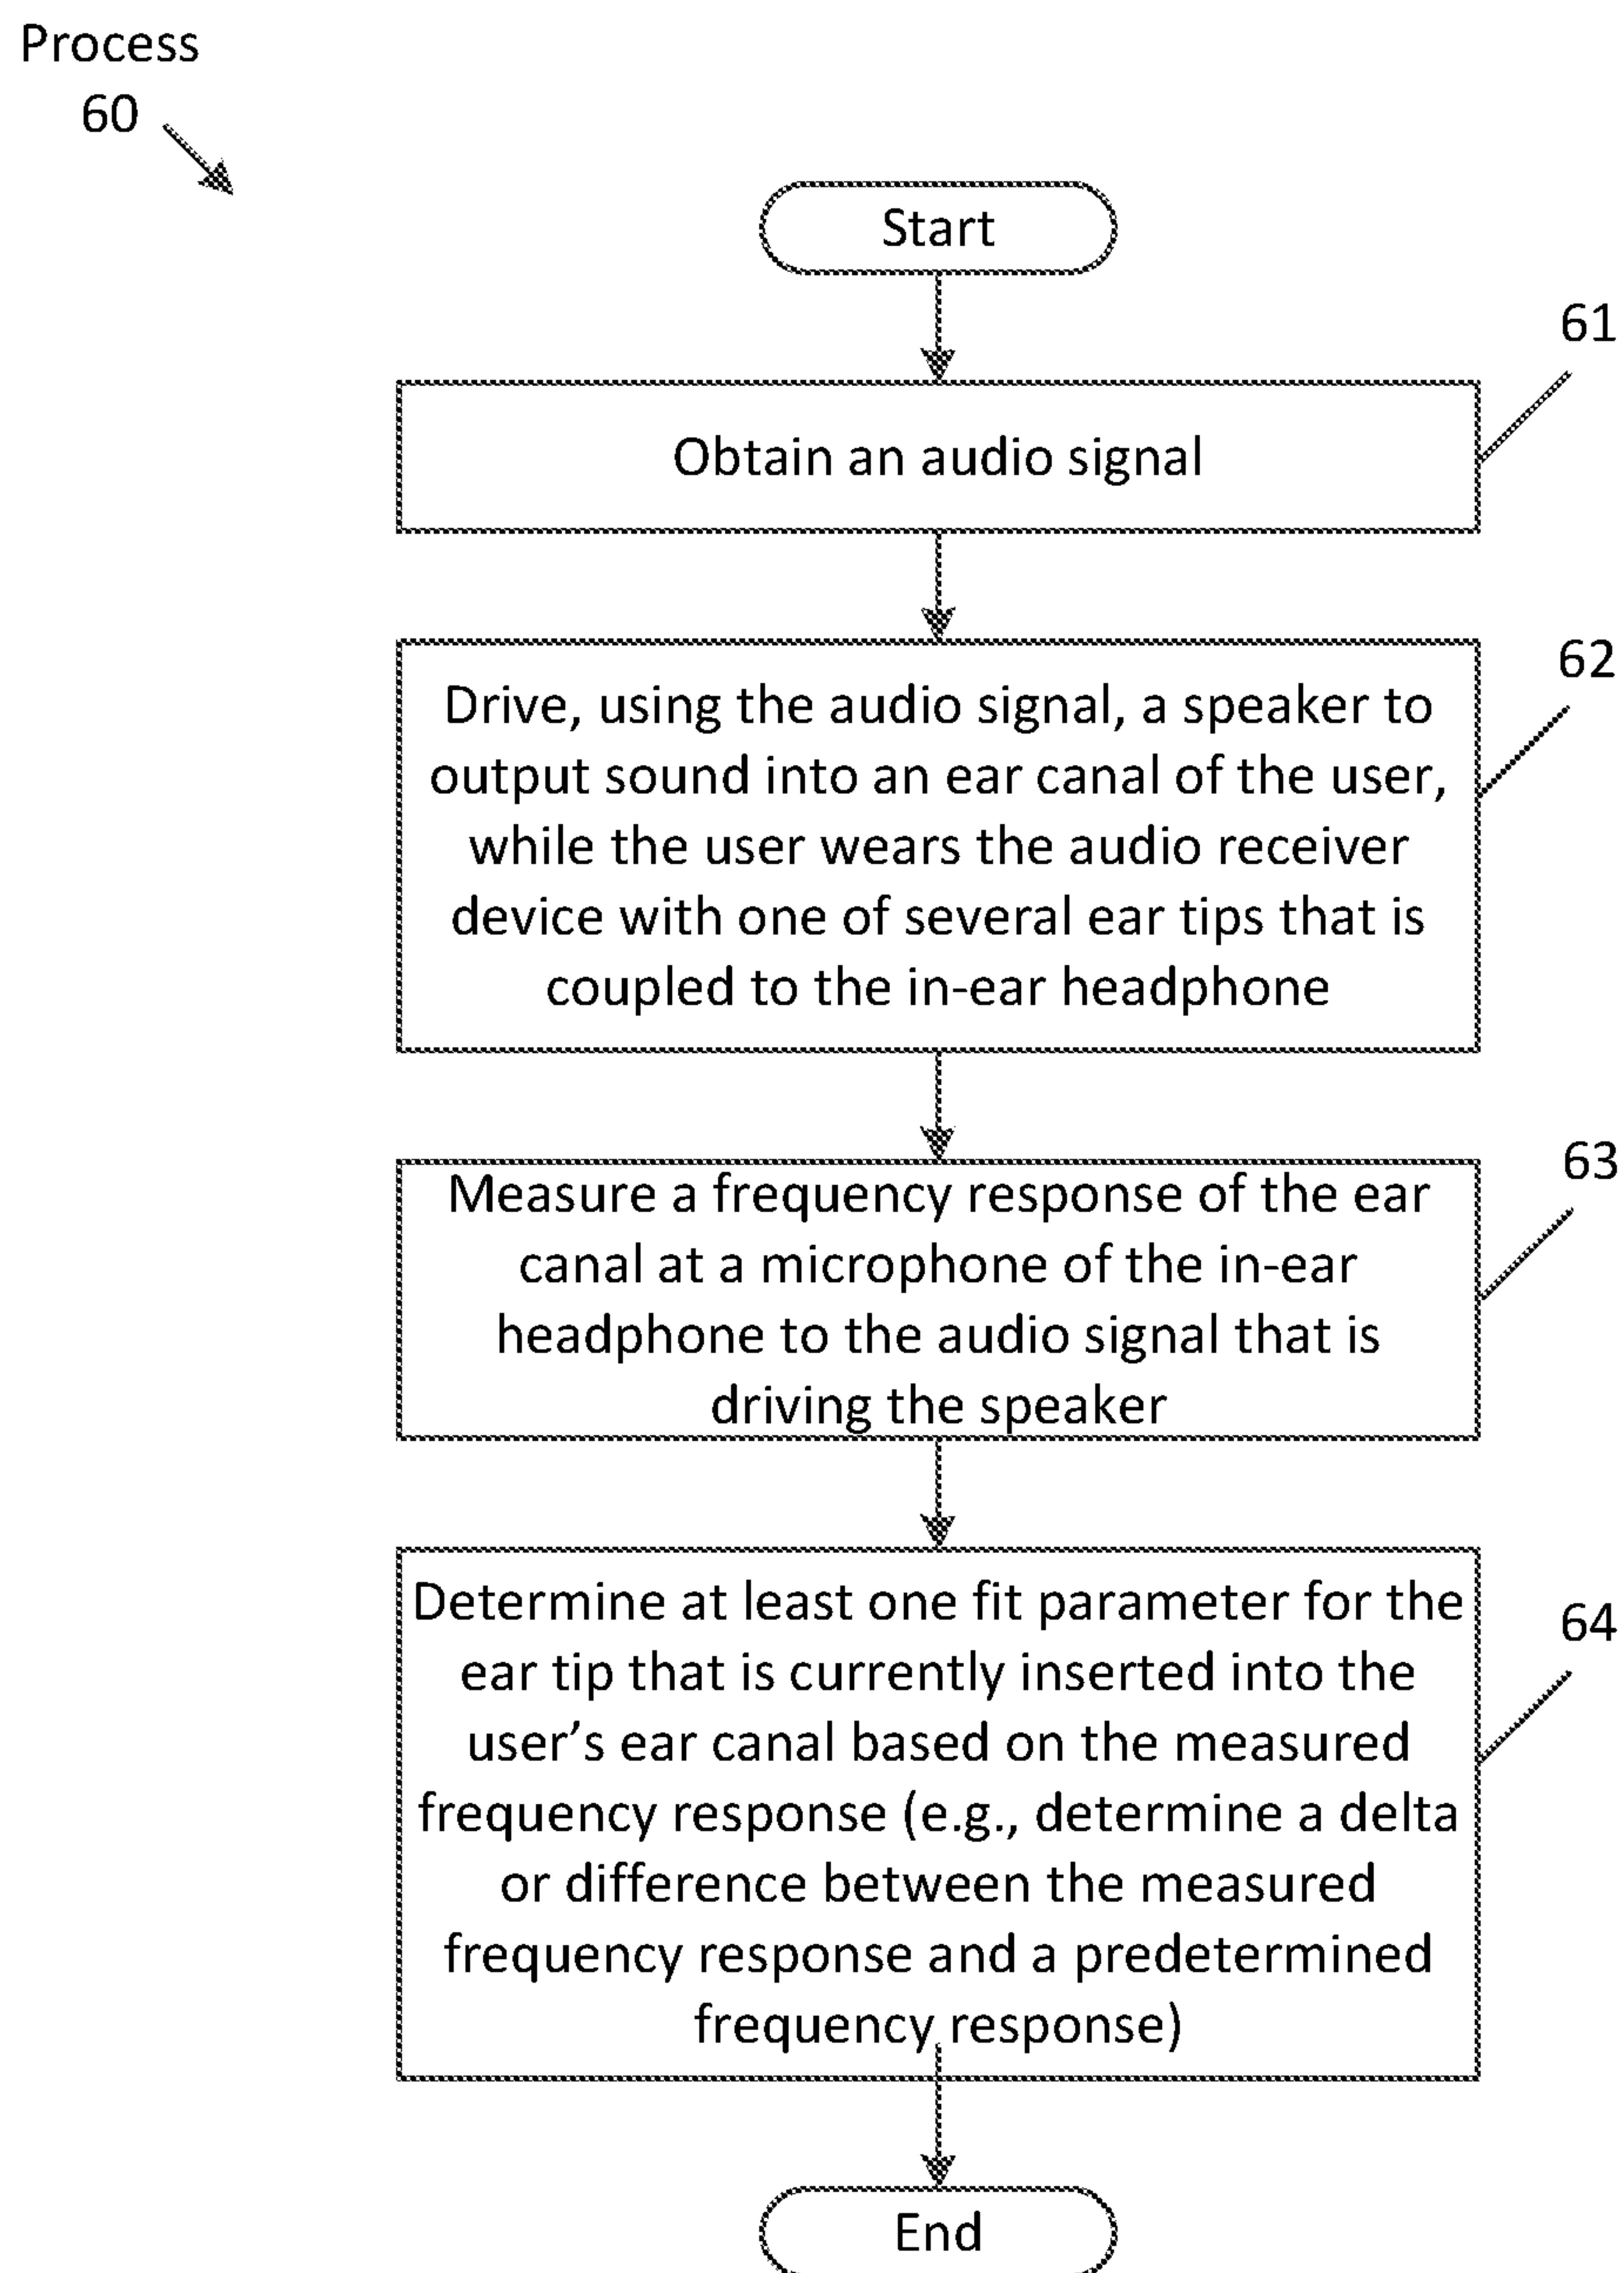 Process
60
Start
61
Obtain an audio signal
62
Drive, using the audio signal, a speaker to
output sound into an ear canal of the user,
while the user wears the audio receiver
device with one of several ear tips that is
coupled to the in-ear headphone
63
Measure a frequency response of the ear
canal at a microphone of the in-ear
headphone to the audio signal that is
driving the speaker
64
Determine at least one fit parameter for the
ear tip that is currently inserted into the
user’s ear canal based on the measured
frequency response (e.g., determine a delta
or difference between the measured
frequency response and a predetermined
frequency response)
End